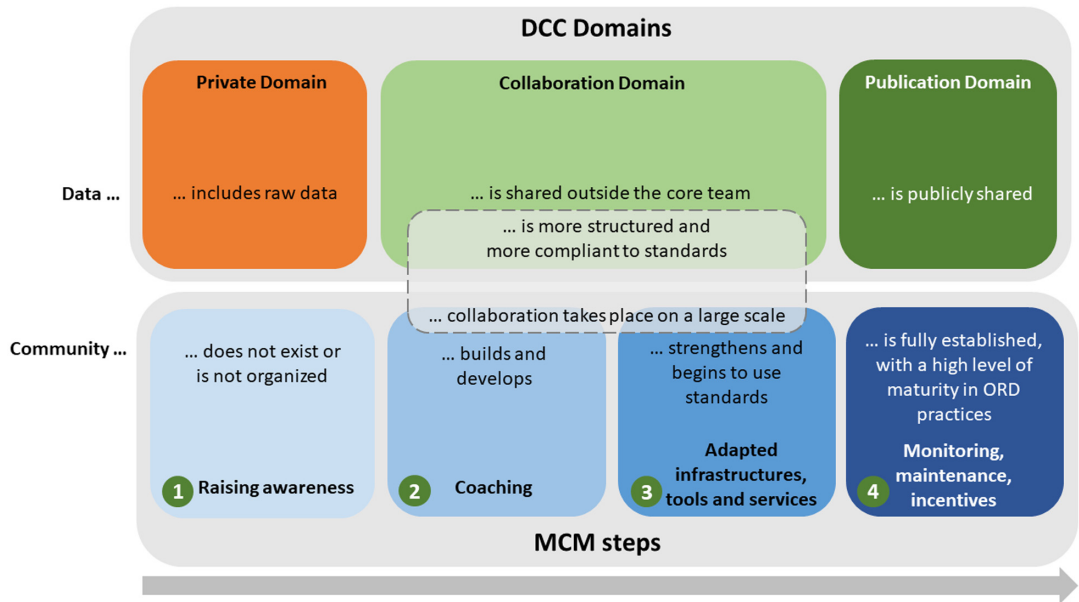 DCC Domains
Private Domain
Collaboration Domain
Publication Domain
Data ...
... includes raw data
... is shared outside the core team
... is publicly shared
... is more structured and
more compliant to standards
... collaboration takes place on a large scale
Community ...
... does not exist or
is not organized
... builds and
develops
... strengthens and
begins to use
standards
... is fully established,
with a high level of
maturity in ORD
practices
1 Raising awareness
2 Coaching
Adapted
infrastructures,
3 tools and services
Monitoring,
maintenance,
4 incentives
MCM steps